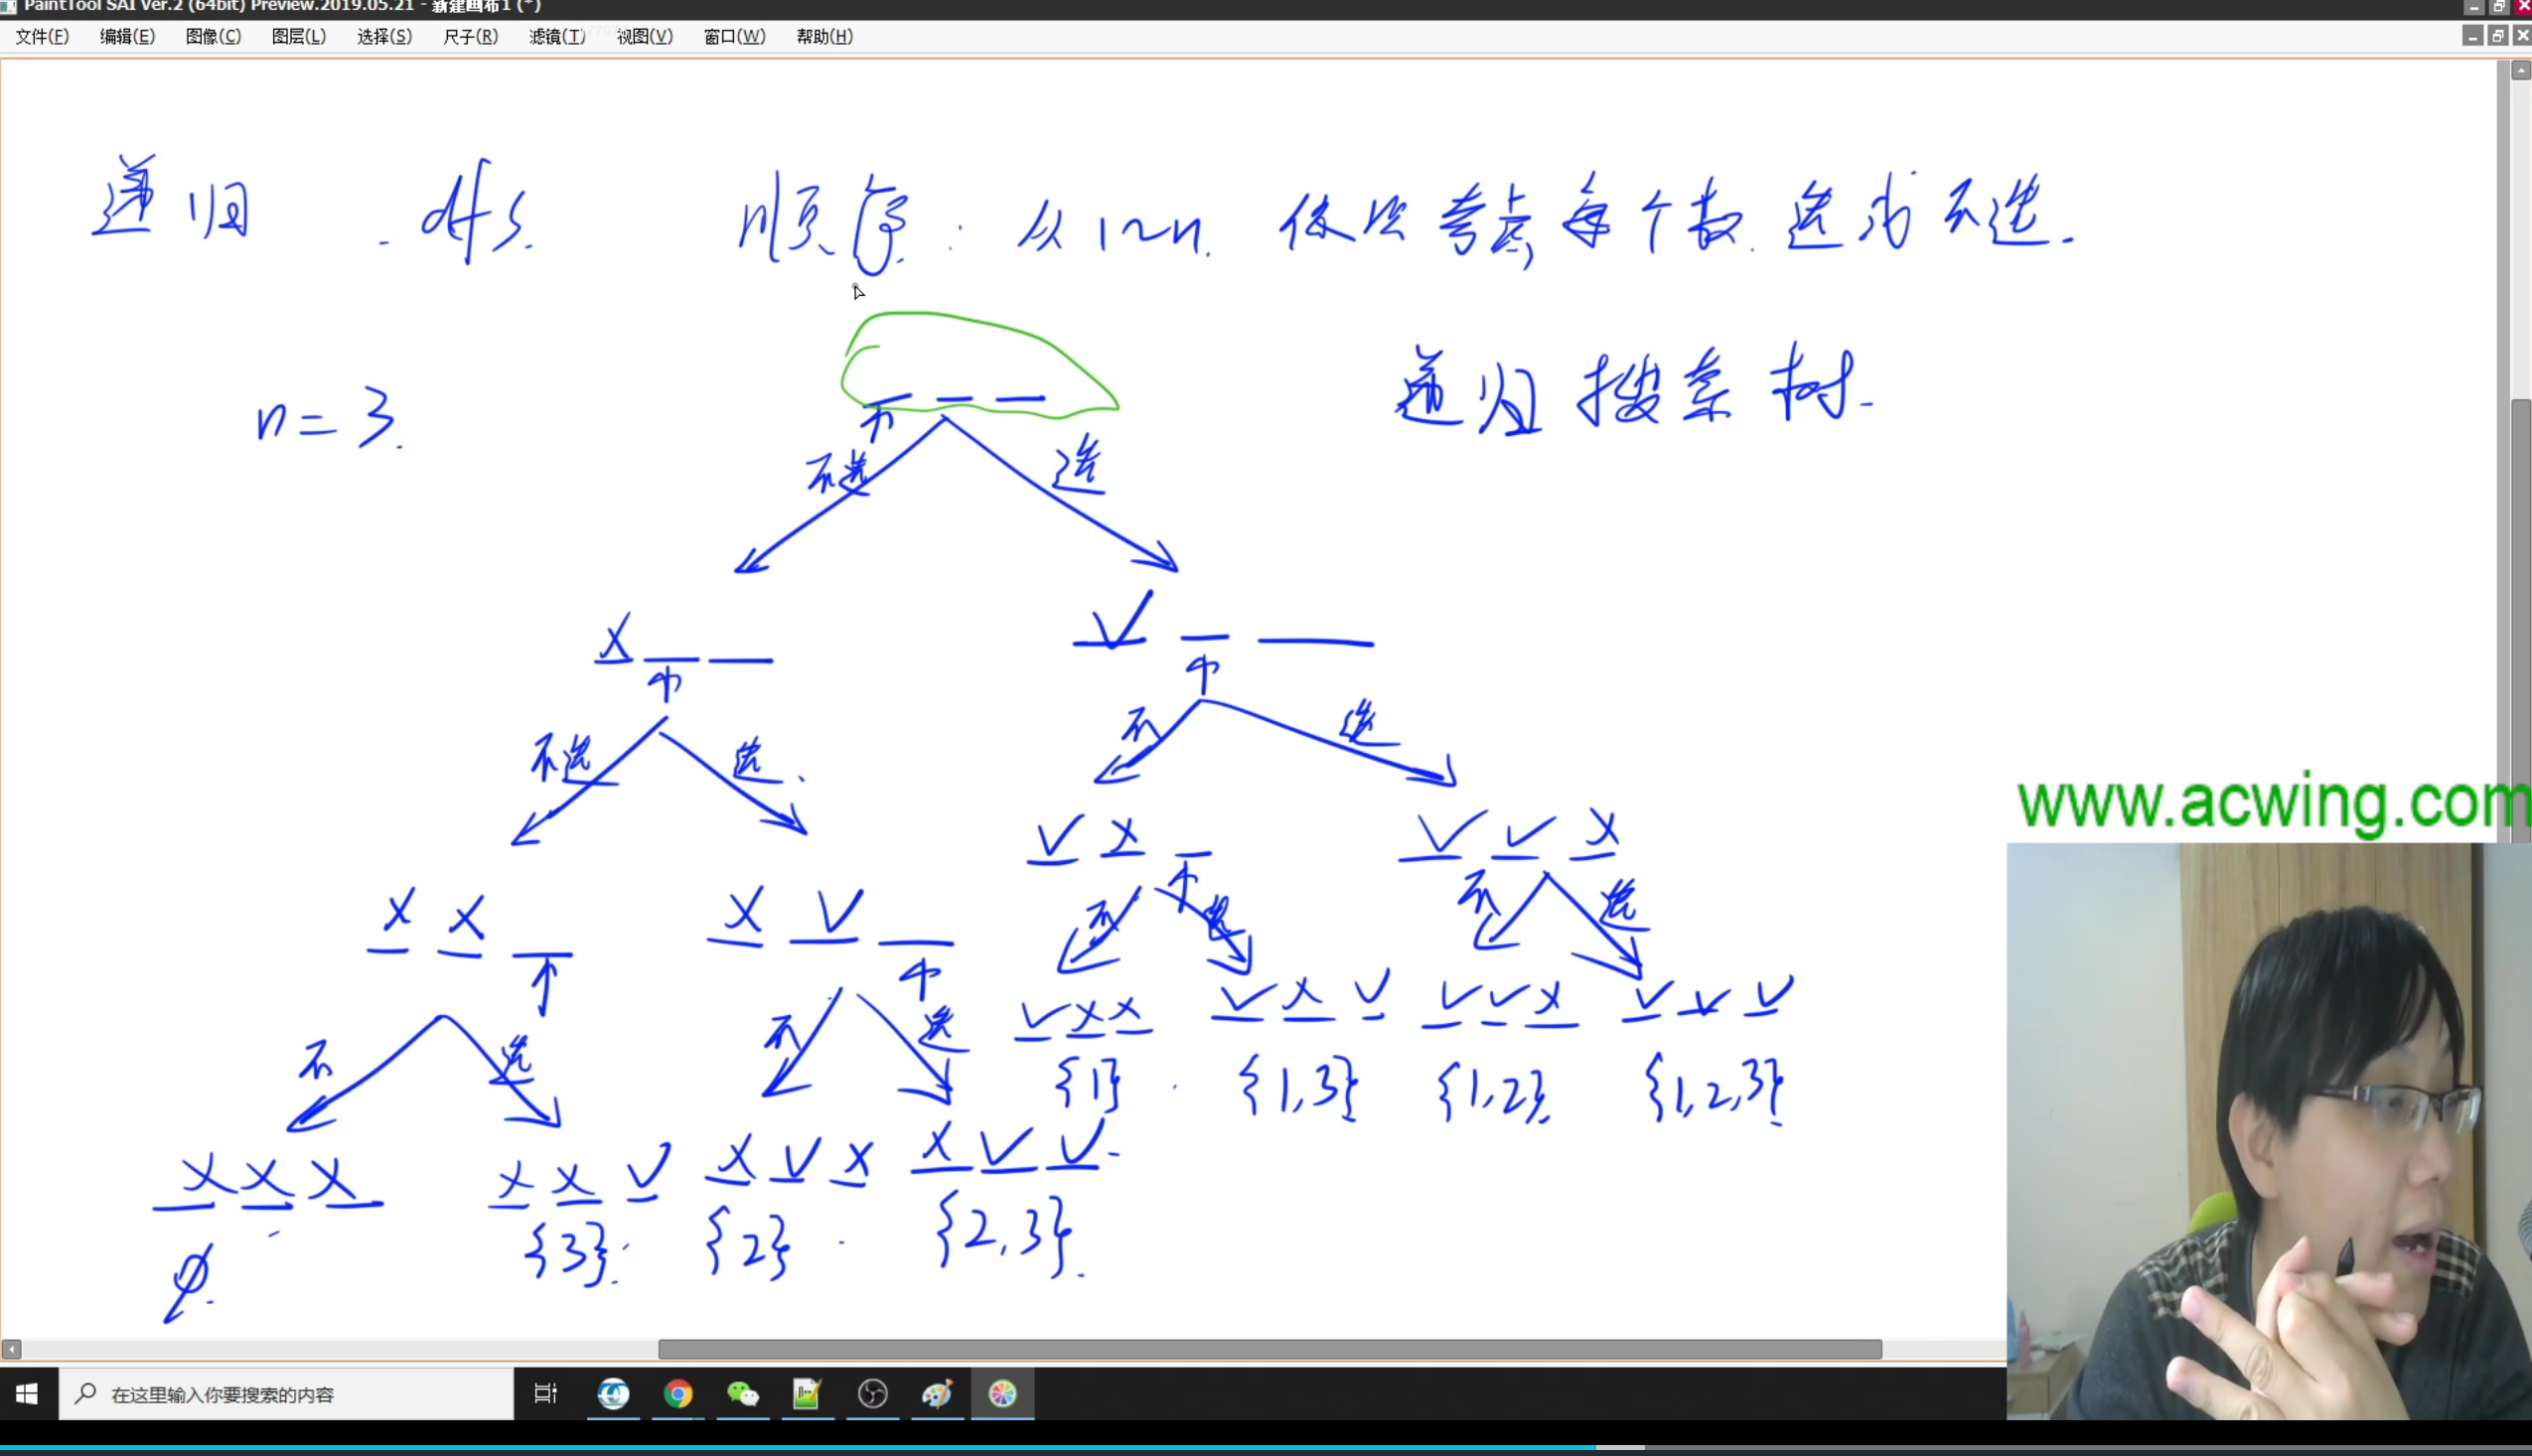 PaintTool SAI Ver.2 (64bit) Preview.2019.05.21 - 新建画布1 (*)
文件(F) 编辑(E) 图像(C) 图层(L) 选择(S) 尺子(R) 滤镜(T) 视图(V) 窗口(W) 帮助(H)
递归 . dfs. 顺序: 从1~n. 依次考虑每个数. 选或不选.
n=3. 递归搜索树.
不选 选
X
V
不 选
不选 选.
www.acwing.com
V X
V V X
X X
X V
不 选
不 选
不 选
不 选
V X X
V X V
V V X
V V V
{1}
{1,3}
{1,2}.
{1,2,3}.
X X X
X X V
X V X
X V V
∅.
{3}.
{2}
{2,3}.
在这里输入你要搜索的内容